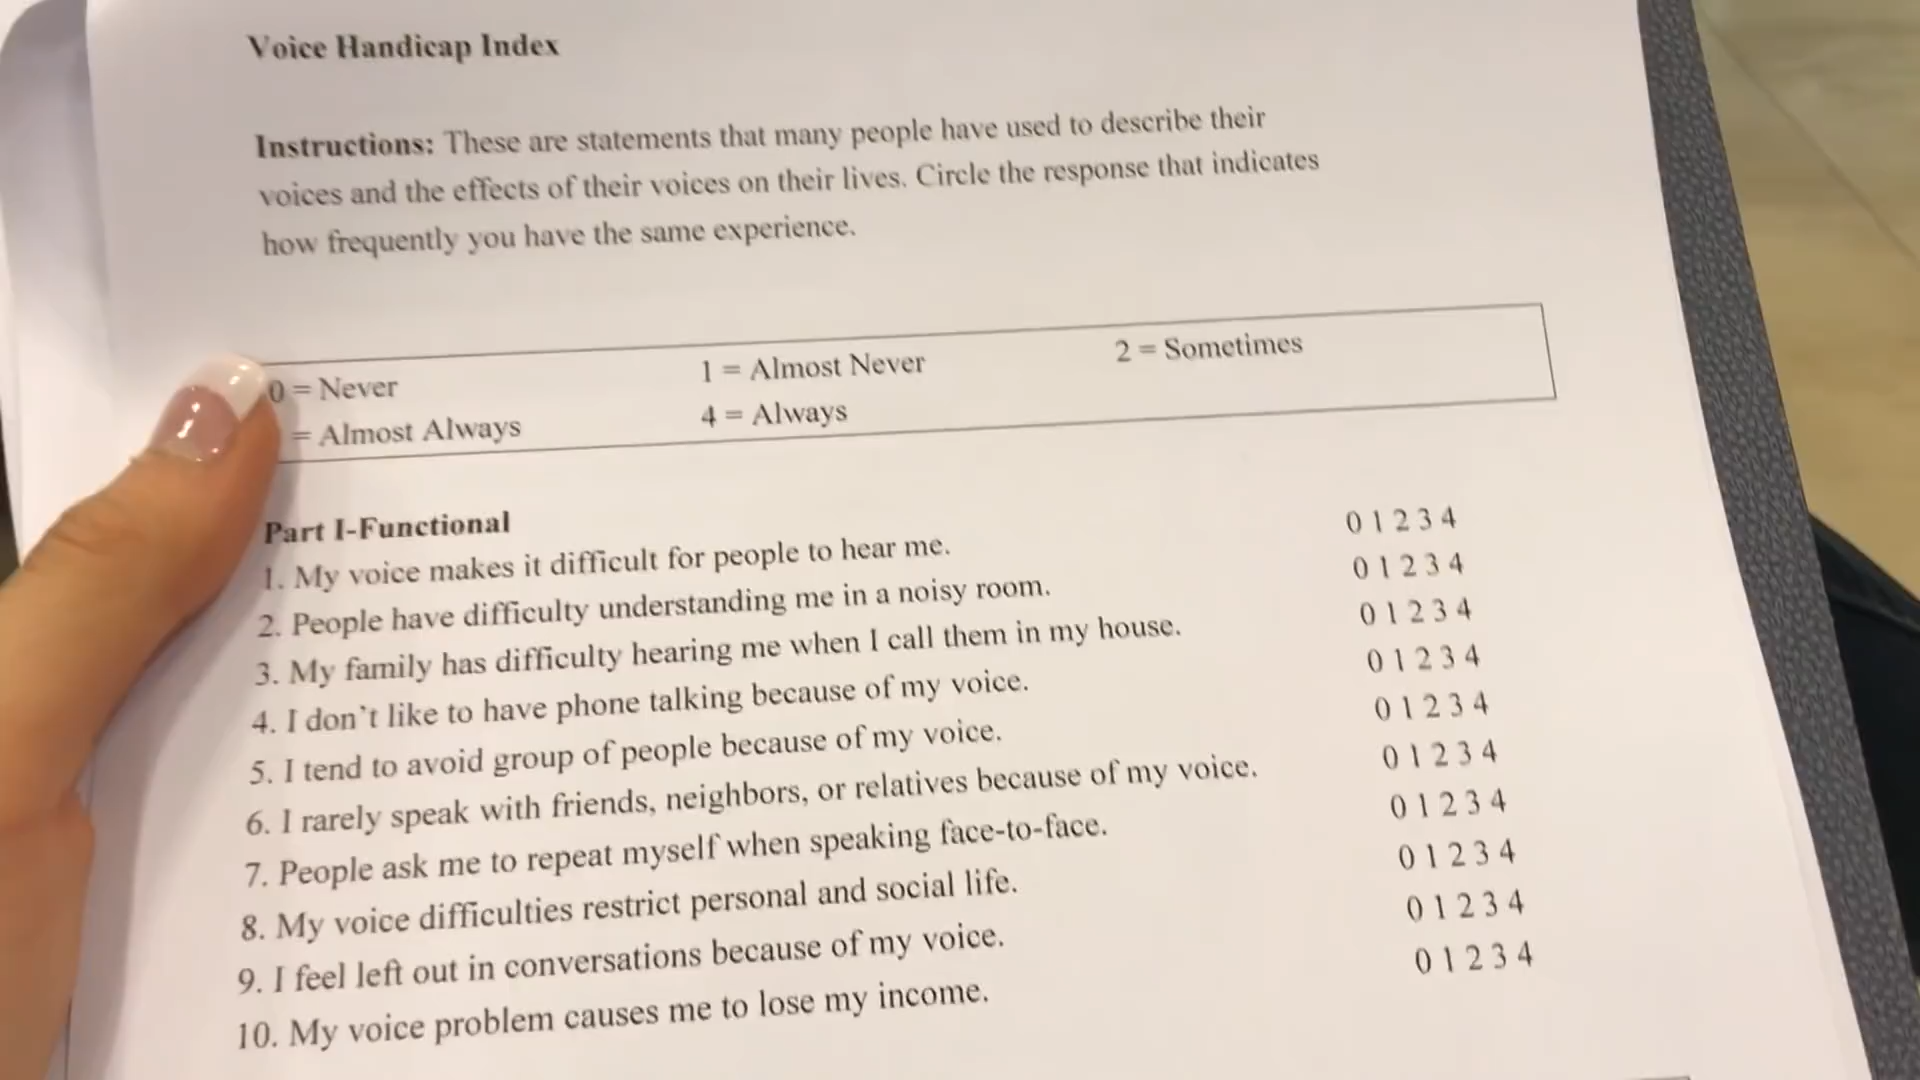 Voice Handicap Index
Instructions: These are statements that many people have used to describe their
voices and the effects of their voices on their lives. Circle the response that indicates
how frequently you have the same experience.
0 = Never 1 = Almost Never 2 = Sometimes
= Almost Always 4 = Always
Part I-Functional
1. My voice makes it difficult for people to hear me. 0 1 2 3 4
2. People have difficulty understanding me in a noisy room. 0 1 2 3 4
3. My family has difficulty hearing me when I call them in my house. 0 1 2 3 4
4. I don't like to have phone talking because of my voice. 0 1 2 3 4
5. I tend to avoid group of people because of my voice. 0 1 2 3 4
6. I rarely speak with friends, neighbors, or relatives because of my voice. 0 1 2 3 4
7. People ask me to repeat myself when speaking face-to-face. 0 1 2 3 4
8. My voice difficulties restrict personal and social life. 0 1 2 3 4
9. I feel left out in conversations because of my voice. 0 1 2 3 4
10. My voice problem causes me to lose my income. 0 1 2 3 4